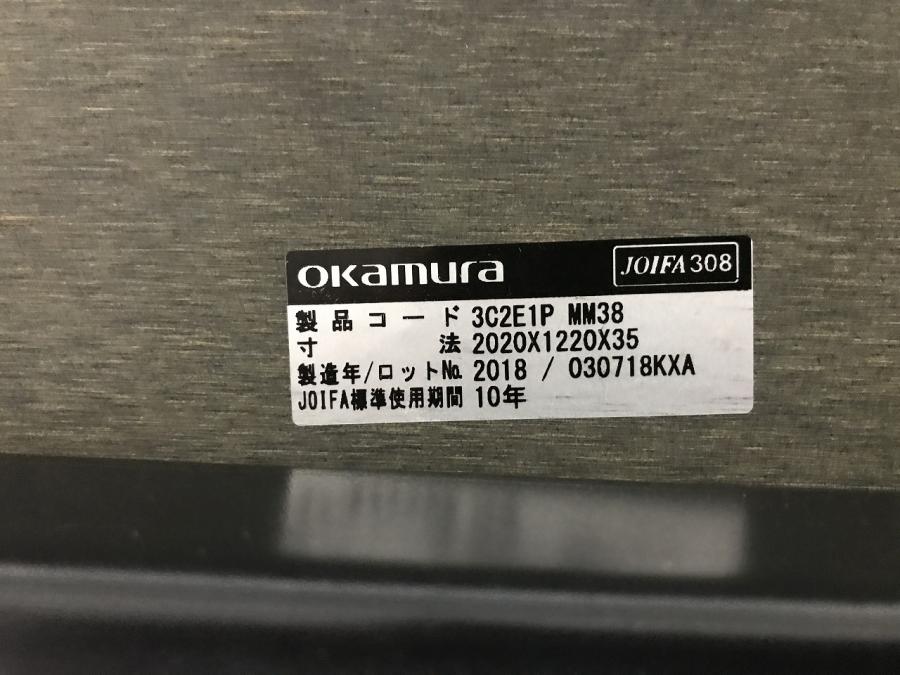 okamura JOIFA308
製品コード 3C2E1P MM38
寸法 2020X1220X35
製造年/ロット№ 2018 / 030718KXA
JOIFA標準使用期間 10年